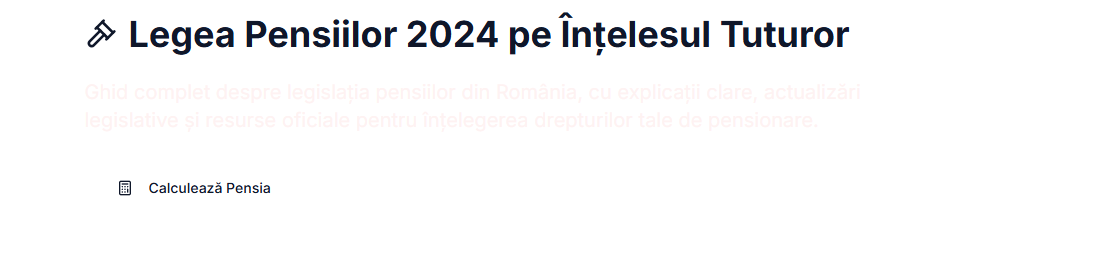 Legea Pensiilor 2024 pe Înțelesul Tuturor
Ghid complet despre legislația pensiilor din România, cu explicații clare, actualizări
legislative și resurse oficiale pentru înțelegerea drepturilor tale de pensionare.
Calculează Pensia